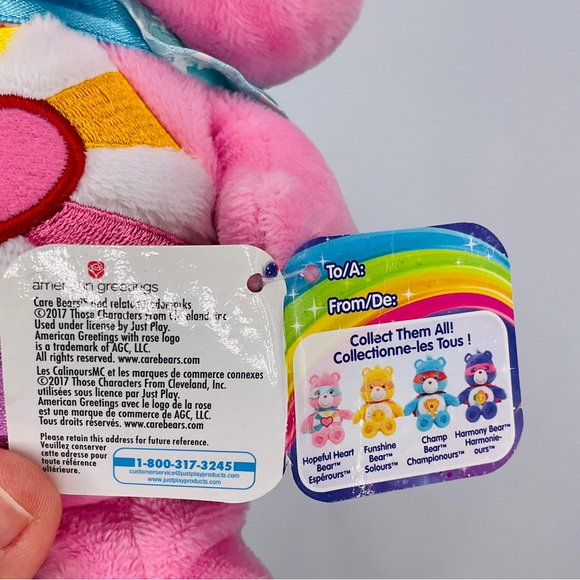 american greetings
Care Bears™ and related trademarks
©2017 Those Characters From Cleveland, Inc
Used under license by Just Play.
American Greetings with rose logo
is a trademark of AGC, LLC.
All rights reserved. www.carebears.com
Les CalinoursMC et les marques de commerce connexes
©2017 Those Characters From Cleveland, Inc.
utilisées sous licence par Just Play.
American Greetings avec le logo de la rose
est une marque de commerce de AGC, LLC.
Tous droits réservés. www.carebears.com
Please retain this address for future reference.
Veuillez conserver
cette adresse pour
toute référence
ultérieure.
1-800-317-3245
customerservice@justplayproducts.com
www.justplayproducts.com
To/A:
From/De:
Collect Them All!
Collectionne-les Tous !
Hopeful Heart
Bear™
Espérours™
Funshine
Bear™
Solours™
Champ
Bear™
Championours™
Harmony Bear™
Harmonie-
ours™